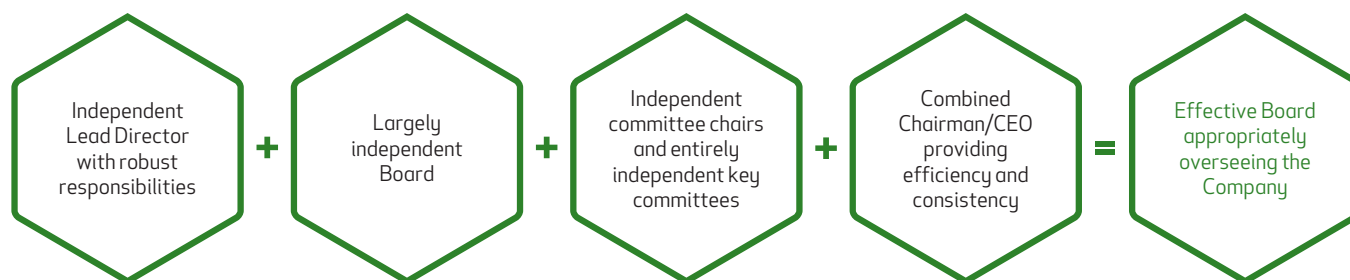 Independent
Lead Director
with robust
responsibilities
+
Largely
independent
Board
+
Independent
committee chairs
and entirely
independent key
committees
+
Combined
Chairman/CEO
providing
efficiency and
consistency
=
Effective Board
appropriately
overseeing the
Company